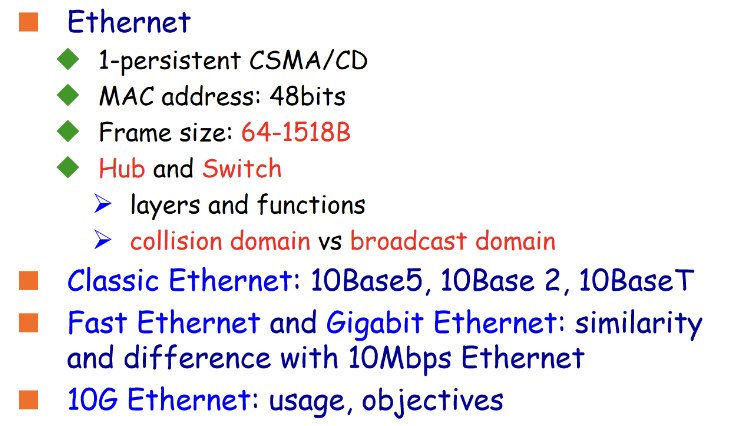 Ethernet
1-persistent CSMA/CD
MAC address: 48bits
Frame size: 64-1518B
Hub and Switch
layers and functions
collision domain vs broadcast domain
Classic Ethernet: 10Base5, 10Base 2, 10BaseT
Fast Ethernet and Gigabit Ethernet: similarity
and difference with 10Mbps Ethernet
10G Ethernet: usage, objectives